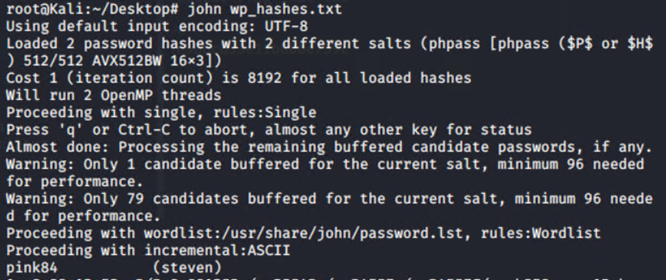 root@Kali:~/Desktop# john wp_hashes.txt
Using default input encoding: UTF-8
Loaded 2 password hashes with 2 different salts (phpass [phpass ($P$ or $H$
) 512/512 AVX512BW 16×3])
Cost 1 (iteration count) is 8192 for all loaded hashes
Will run 2 OpenMP threads
Proceeding with single, rules:Single
Press 'q' or Ctrl-C to abort, almost any other key for status
Almost done: Processing the remaining buffered candidate passwords, if any.
Warning: Only 1 candidate buffered for the current salt, minimum 96 needed
for performance.
Warning: Only 79 candidates buffered for the current salt, minimum 96 neede
d for performance.
Proceeding with wordlist:/usr/share/john/password.lst, rules:Wordlist
Proceeding with incremental:ASCII
pink84 (steven)